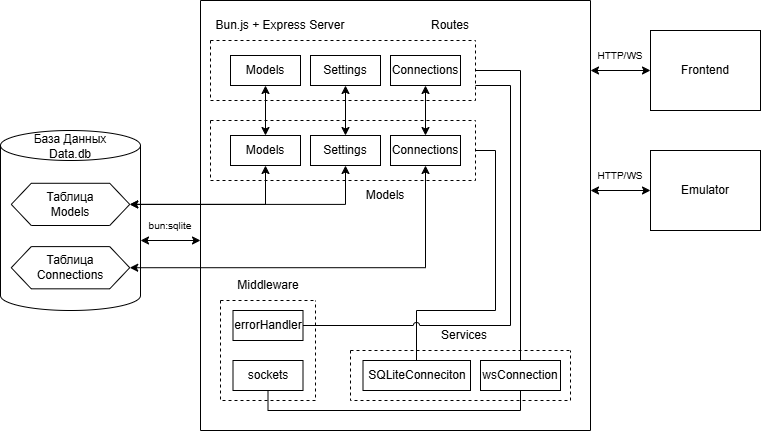 Bun.js + Express Server
Routes
Models
Settings
Connections
Models
Settings
Connections
Models
База Данных
Data.db
Таблица
Models
Таблица
Connections
bun:sqlite
Middleware
errorHandler
sockets
Services
SQLiteConneciton
wsConnection
HTTP/WS
Frontend
HTTP/WS
Emulator